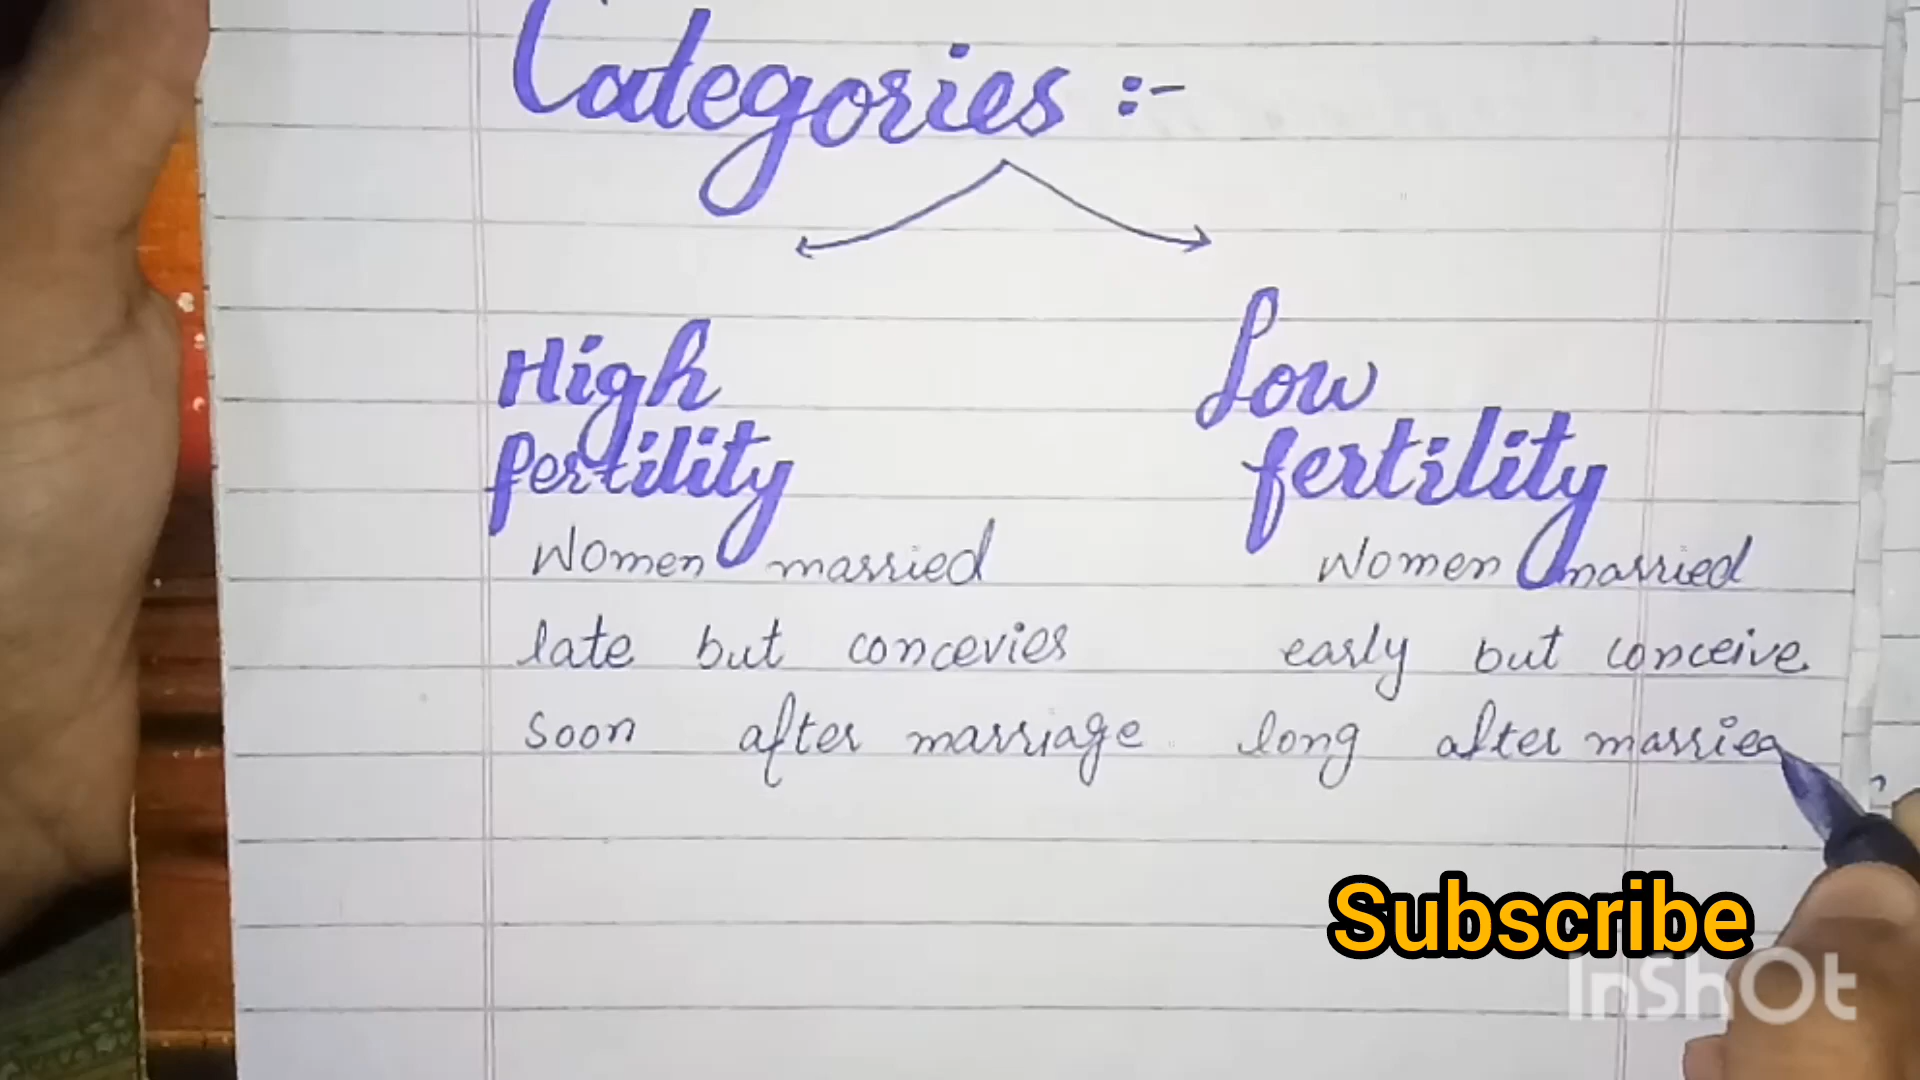 Categories :-
High
fertility
Women married
late but concevies
soon after marriage
Low
fertility
Women married
early but conceive
long after marriea
Subscribe
InShOt